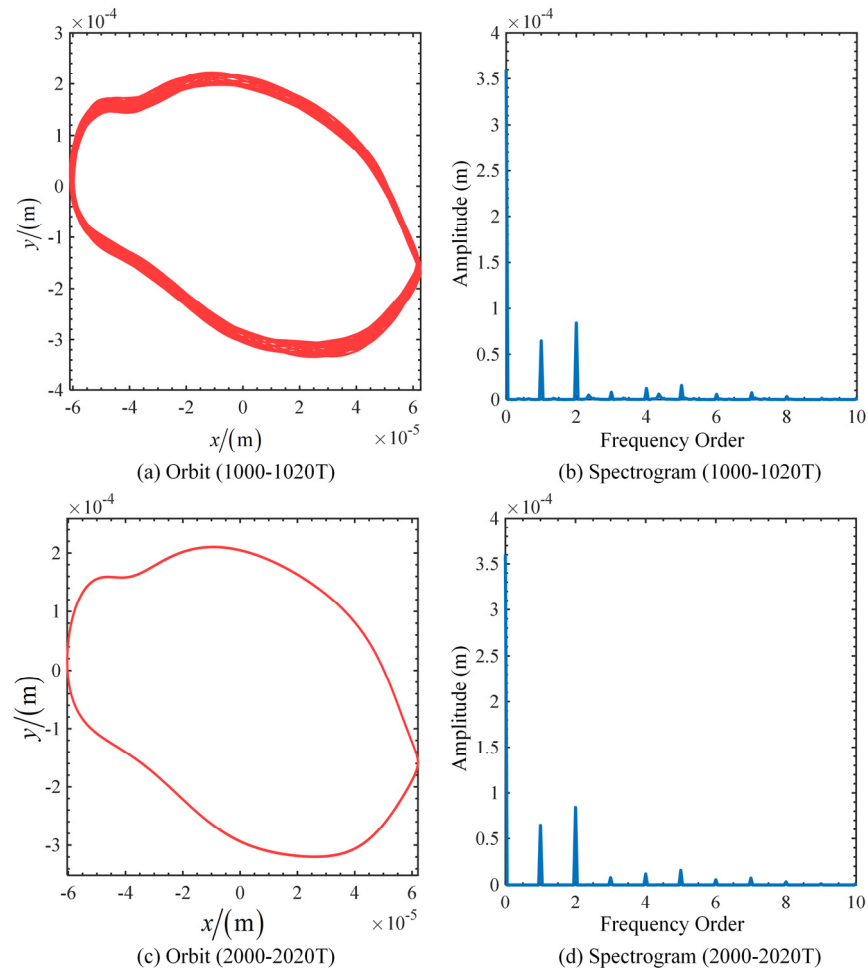 ×10⁻⁴
4
3
2
1
0
-1
-2
-3
-4
y/(m)
-6 -4 -2 0 2 4 6
x/(m) ×10⁻⁵
(a) Orbit (1000-1020T)
×10⁻⁴
4
3.5
3
2.5
2
1.5
1
0.5
0
Amplitude (m)
0 2 4 6 8 10
Frequency Order
(b) Spectrogram (1000-1020T)
×10⁻⁴
2
1
0
-1
-2
-3
y/(m)
-6 -4 -2 0 2 4 6
x/(m) ×10⁻⁵
(c) Orbit (2000-2020T)
×10⁻⁴
4
3.5
3
2.5
2
1.5
1
0.5
0
Amplitude (m)
0 2 4 6 8 10
Frequency Order
(d) Spectrogram (2000-2020T)